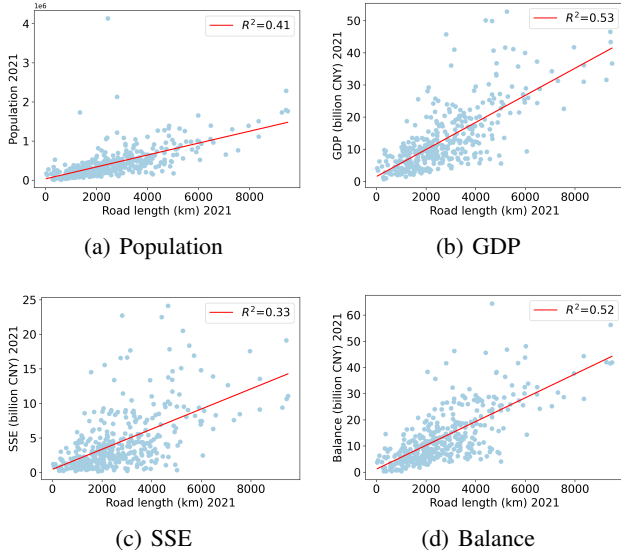 1e6
R²=0.41
4
3
2
1
0
Population 2021
0 2000 4000 6000 8000
Road length (km) 2021
(a) Population
R²=0.53
50
40
30
20
10
0
GDP (billion CNY) 2021
0 2000 4000 6000 8000
Road length (km) 2021
(b) GDP
R²=0.33
25
20
15
10
5
0
SSE (billion CNY) 2021
0 2000 4000 6000 8000
Road length (km) 2021
(c) SSE
R²=0.52
60
50
40
30
20
10
0
Balance (billion CNY) 2021
0 2000 4000 6000 8000
Road length (km) 2021
(d) Balance